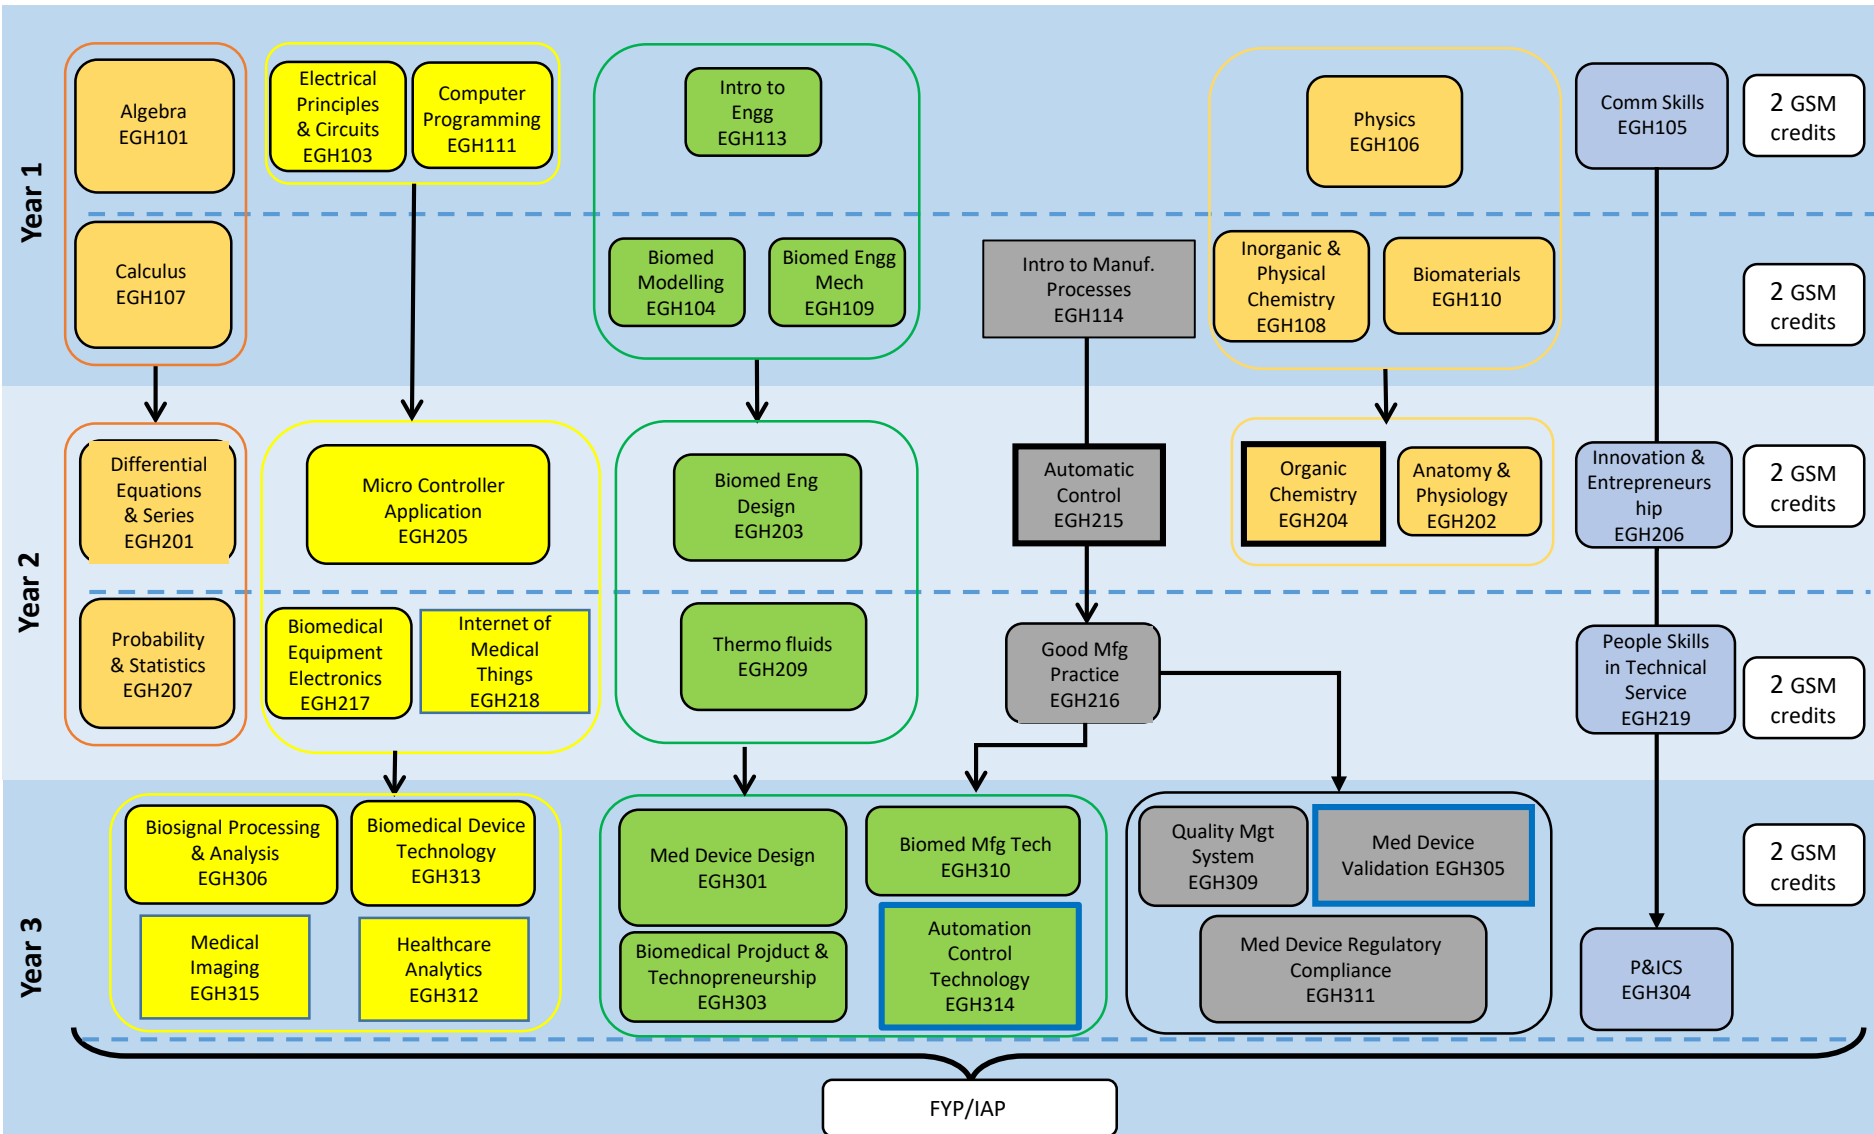 Year 1
Algebra
EGH101
Electrical
Principles
& Circuits
EGH103
Computer
Programming
EGH111
Intro to
Engg
EGH113
Physics
EGH106
Comm Skills
EGH105
2 GSM
credits
Calculus
EGH107
Biomed
Modelling
EGH104
Biomed Engg
Mech
EGH109
Intro to Manuf.
Processes
EGH114
Inorganic &
Physical
Chemistry
EGH108
Biomaterials
EGH110
2 GSM
credits
Year 2
Differential
Equations
& Series
EGH201
Micro Controller
Application
EGH205
Biomed Eng
Design
EGH203
Automatic
Control
EGH215
Organic
Chemistry
EGH204
Anatomy &
Physiology
EGH202
Innovation &
Entrepreneurs
hip
EGH206
2 GSM
credits
Probability
& Statistics
EGH207
Biomedical
Equipment
Electronics
EGH217
Internet of
Medical
Things
EGH218
Thermo fluids
EGH209
Good Mfg
Practice
EGH216
People Skills
in Technical
Service
EGH219
2 GSM
credits
Year 3
Biosignal Processing
& Analysis
EGH306
Biomedical Device
Technology
EGH313
Med Device Design
EGH301
Biomed Mfg Tech
EGH310
Quality Mgt
System
EGH309
Med Device
Validation EGH305
2 GSM
credits
Medical
Imaging
EGH315
Healthcare
Analytics
EGH312
Biomedical Projduct &
Technopreneurship
EGH303
Automation
Control
Technology
EGH314
Med Device Regulatory
Compliance
EGH311
P&ICS
EGH304
FYP/IAP